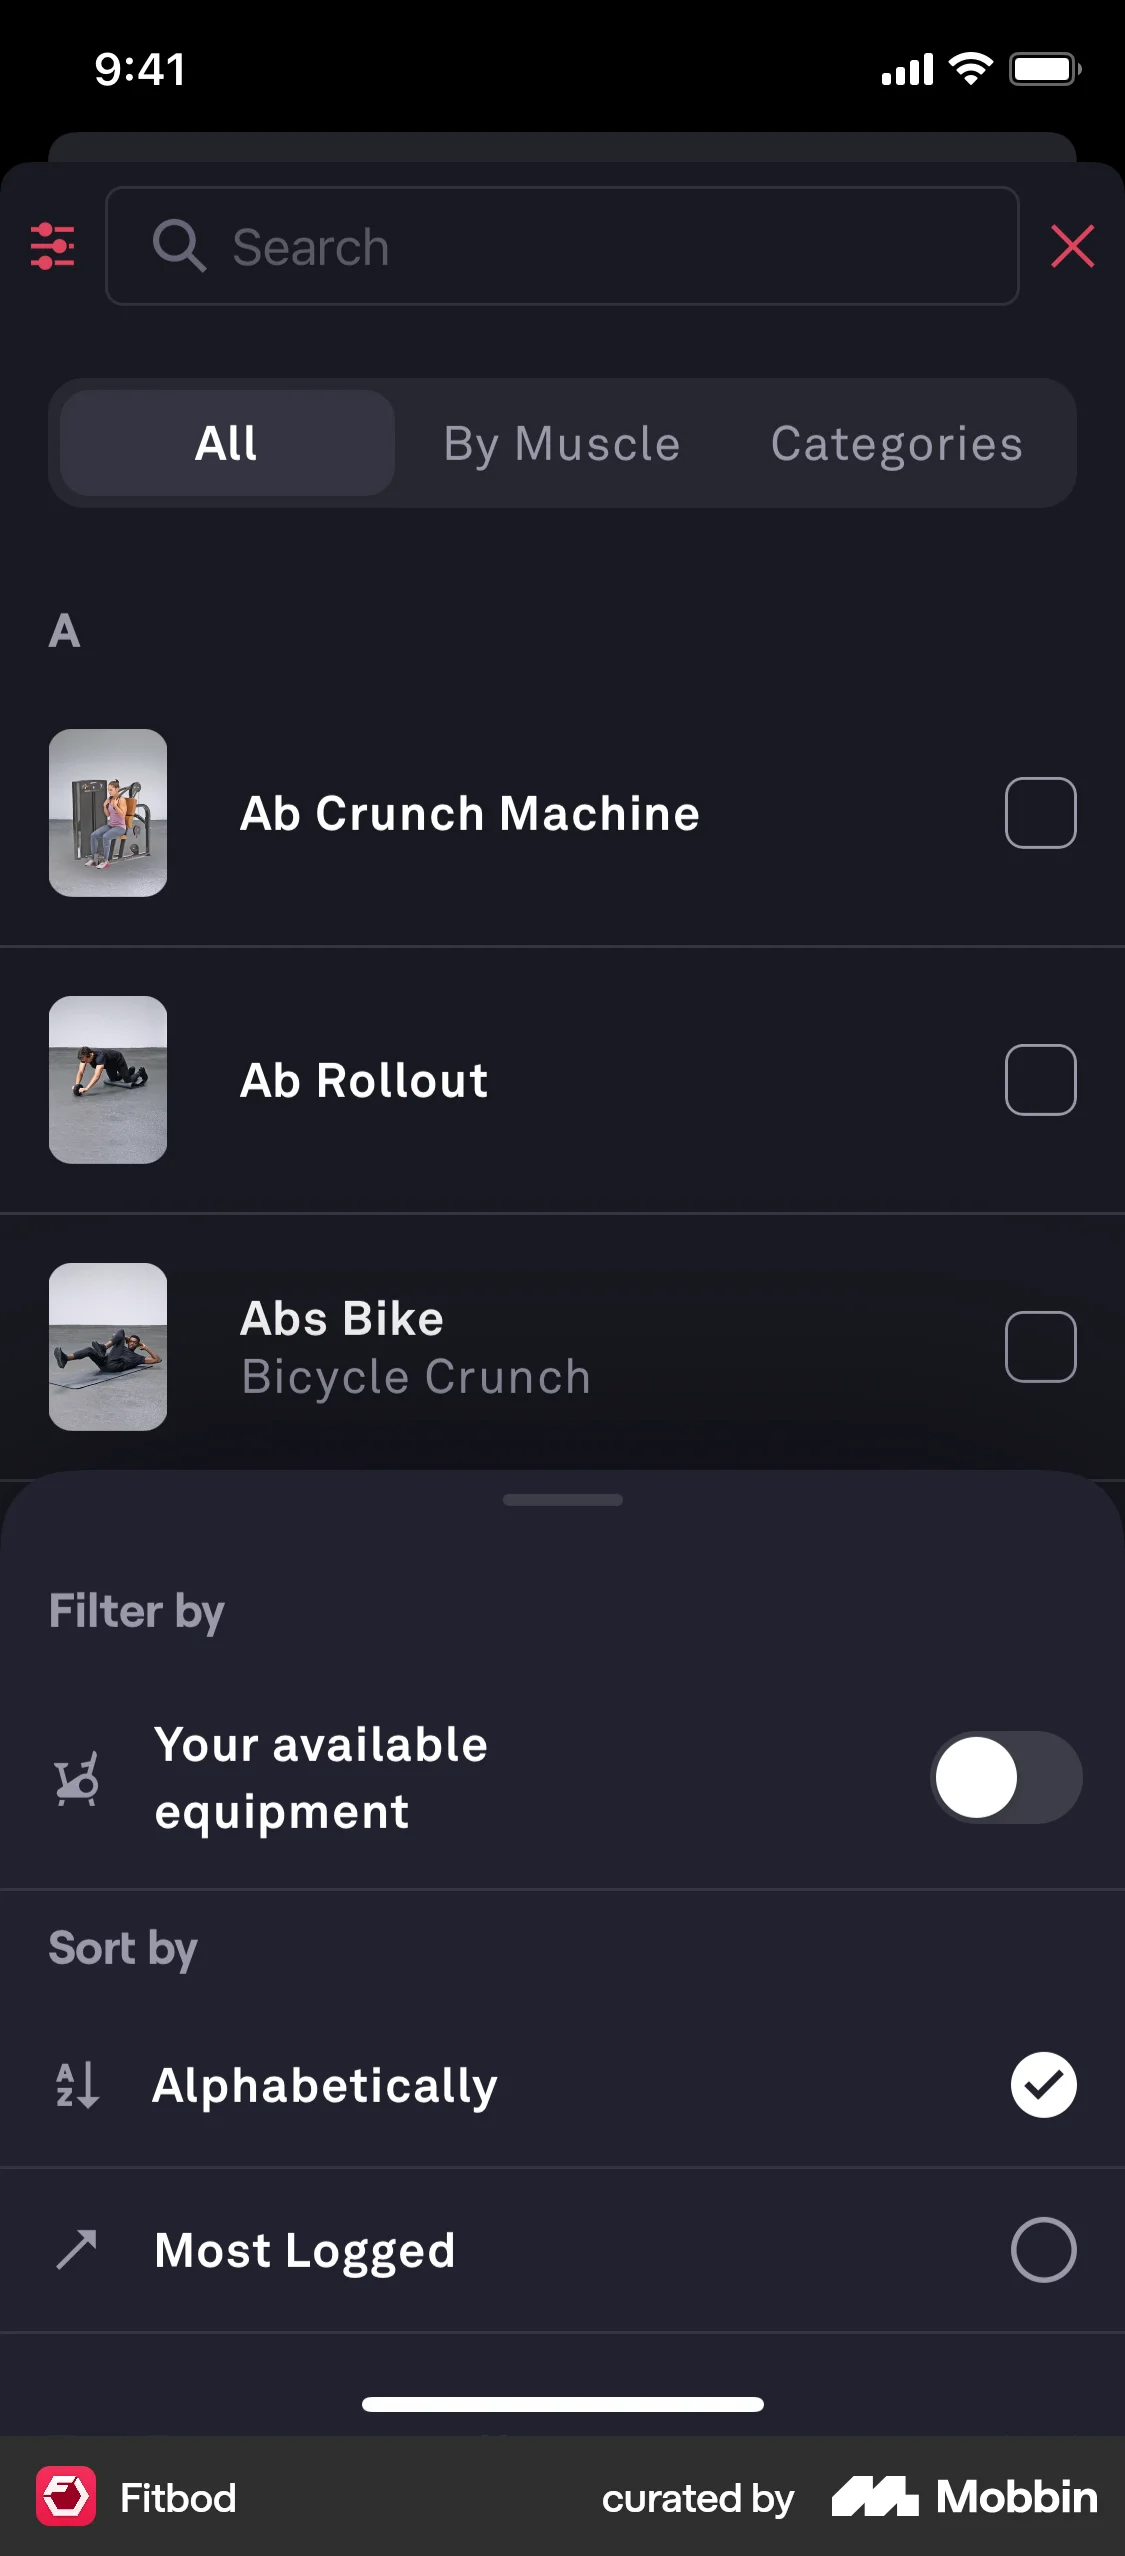 9:41
Search
All
By Muscle
Categories
A
Ab Crunch Machine
Ab Rollout
Abs Bike
Bicycle Crunch
Filter by
Your available
equipment
Sort by
A
Z
Alphabetically
Most Logged
Fitbod
curated by
Mobbin